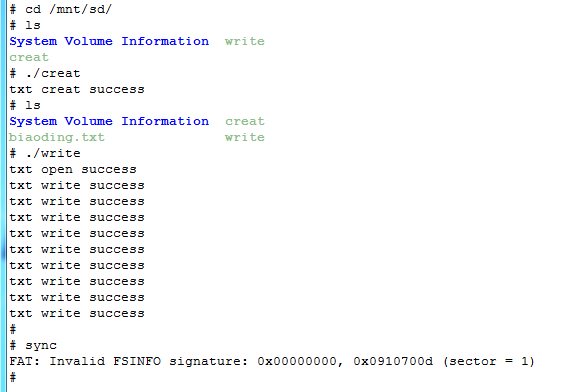 # cd /mnt/sd/
# ls
System Volume Information  write
creat
# ./creat
txt creat success
# ls
System Volume Information  creat
biaoding.txt               write
# ./write
txt open success
txt write success
txt write success
txt write success
txt write success
txt write success
txt write success
txt write success
txt write success
txt write success
#
# sync
FAT: Invalid FSINFO signature: 0x00000000, 0x0910700d (sector = 1)
#